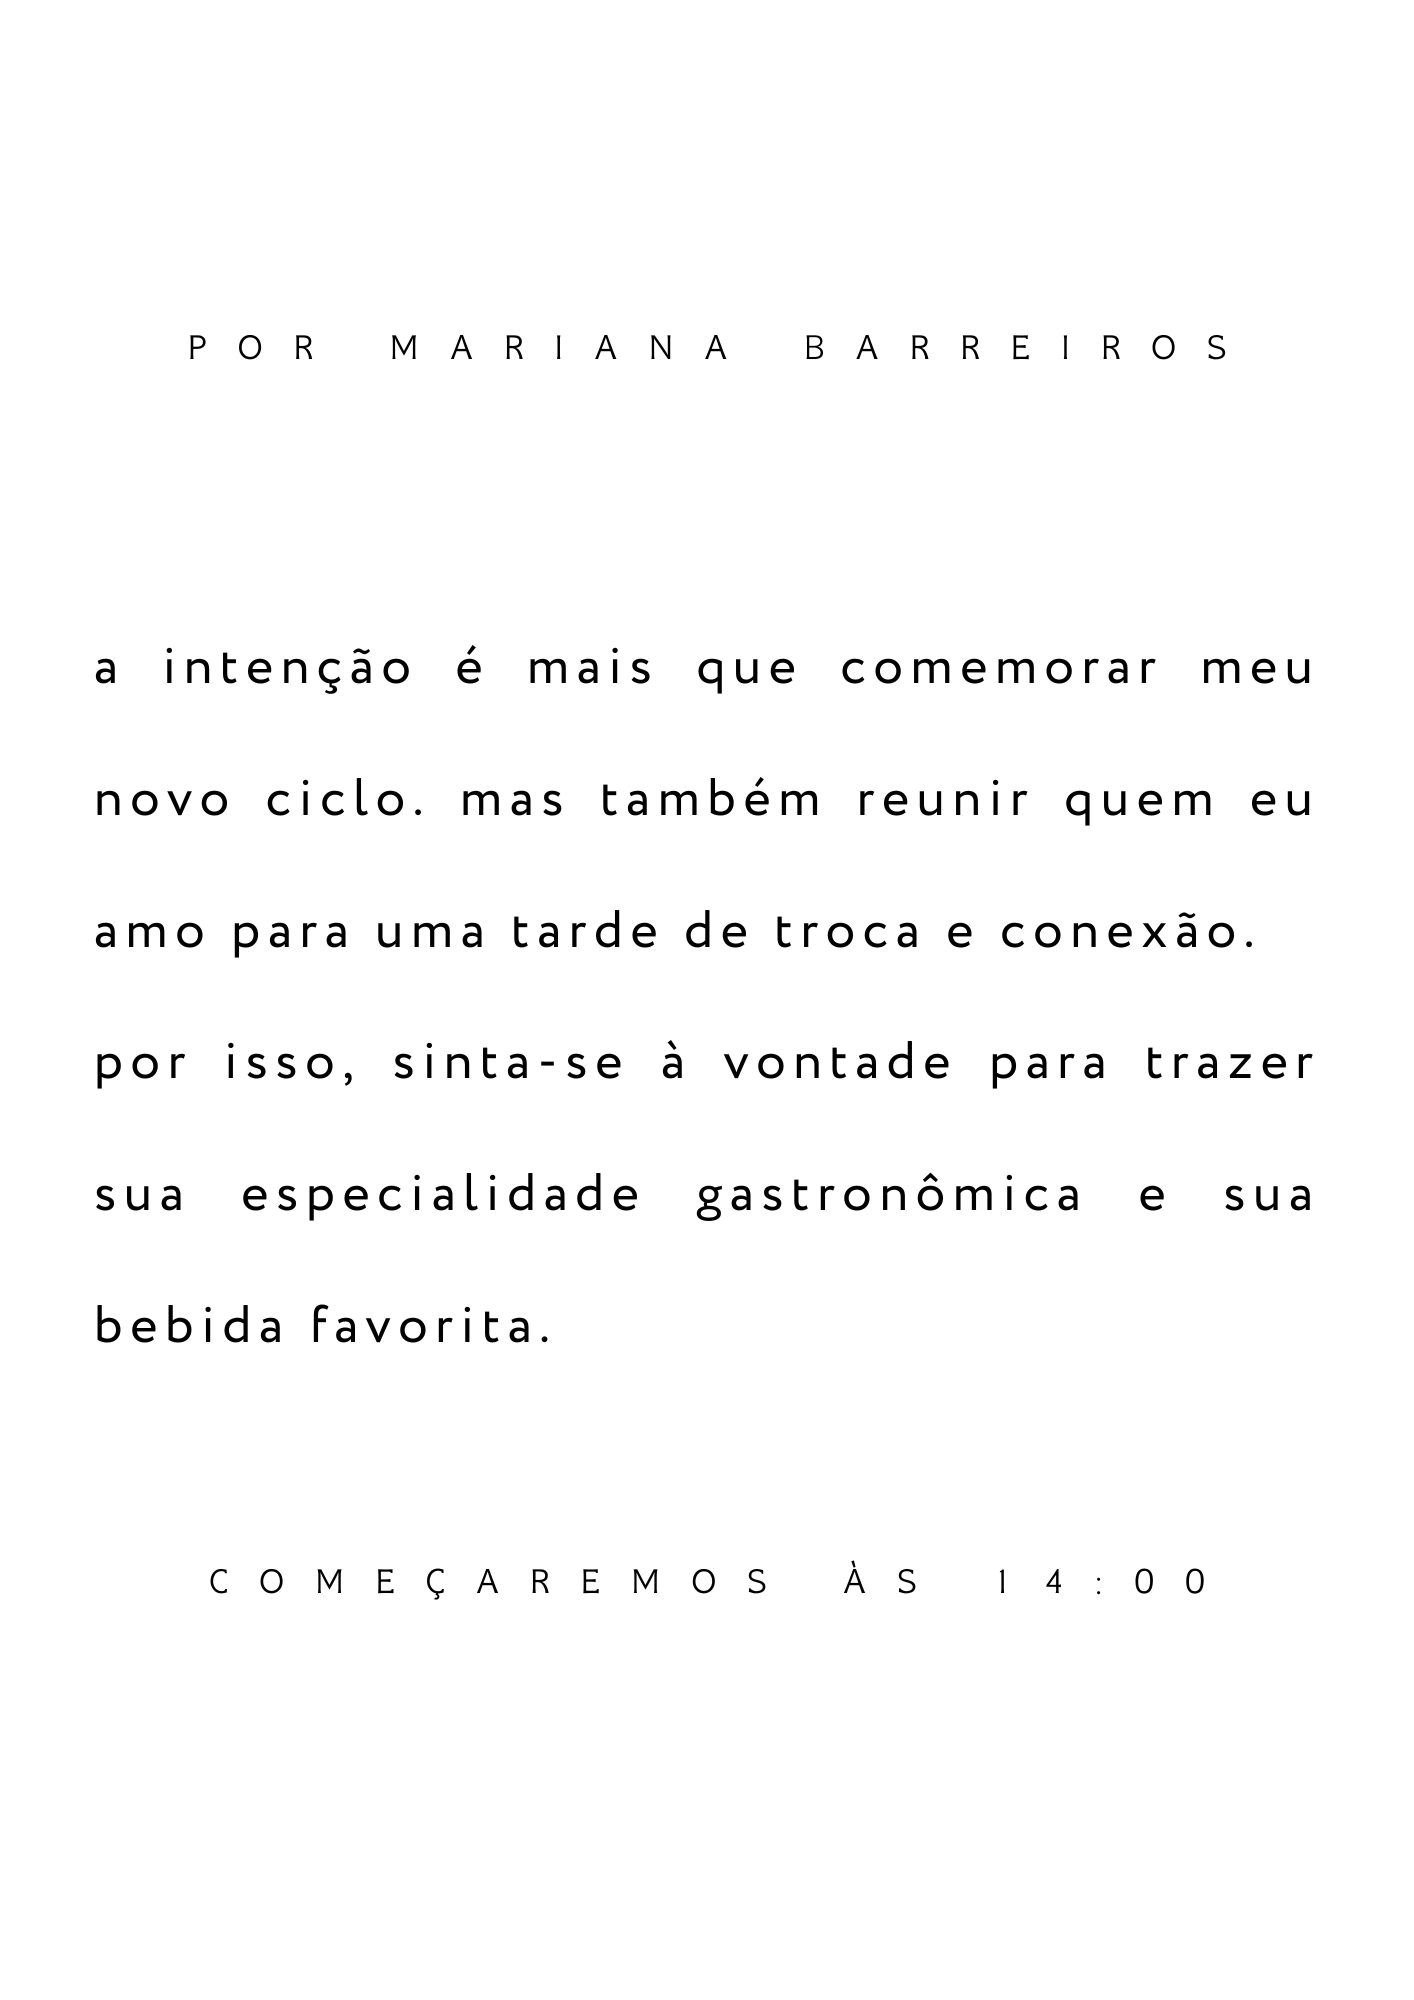 POR MARIANA BARREIROS
a intenção é mais que comemorar meu
novo ciclo. mas também reunir quem eu
amo para uma tarde de troca e conexão.
por isso, sinta-se à vontade para trazer
sua especialidade gastronômica e sua
bebida favorita.
COMEÇAREMOS ÀS 14:00